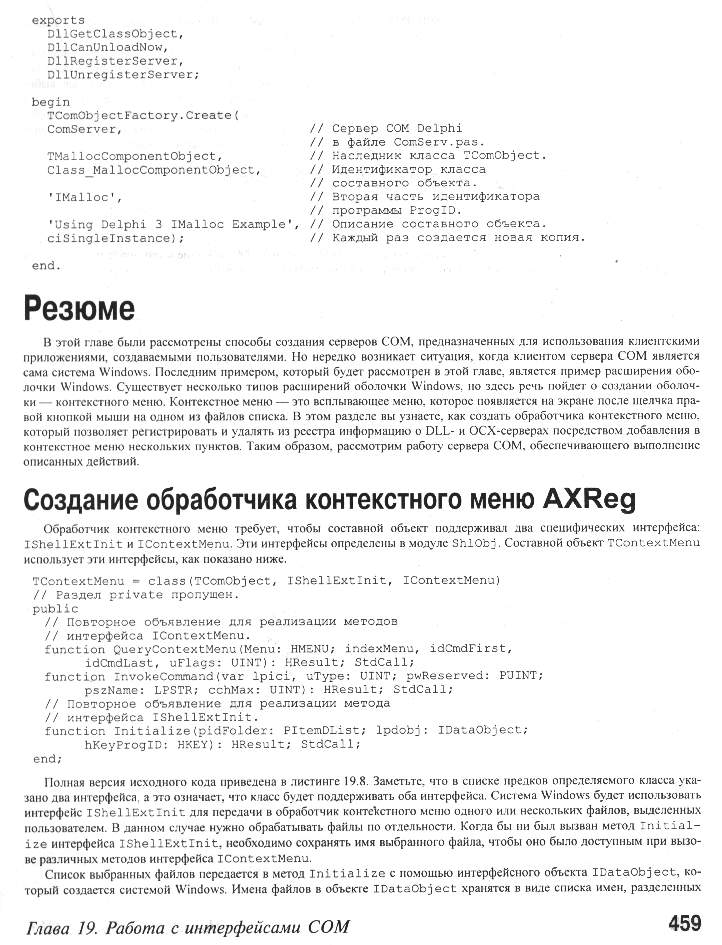 exports
DllGetClassObject,
DllCanUnloadNow,
DllRegisterServer,
DllUnregisterServer;
begin
TComObjectFactory.Create(
ComServer, // Сервер COM Delphi
// в файле ComServ.pas.
TMallocComponentObject, // Наследник класса TComObject.
Class_MallocComponentObject, // Идентификатор класса
// составного объекта.
'IMalloc', // Вторая часть идентификатора
// программы ProgID.
'Using Delphi 3 IMalloc Example', // Описание составного объекта.
ciSingleInstance); // Каждый раз создается новая копия.
end.
Резюме
В этой главе были рассмотрены способы создания серверов COM, предназначенных для использования клиентскими
приложениями, создаваемыми пользователями. Но нередко возникает ситуация, когда клиентом сервера COM является
сама система Windows. Последним примером, который будет рассмотрен в этой главе, является пример расширения обо-
лочки Windows. Существует несколько типов расширений оболочки Windows, но здесь речь пойдет о создании оболоч-
ки — контекстного меню. Контекстное меню — это всплывающее меню, которое появляется на экране после щелчка пра-
вой кнопкой мыши на одном из файлов списка. В этом разделе вы узнаете, как создать обработчика контекстного меню,
который позволяет регистрировать и удалять из реестра информацию о DLL- и OCX-серверах посредством добавления в
контекстное меню нескольких пунктов. Таким образом, рассмотрим работу сервера COM, обеспечивающего выполнение
описанных действий.
Создание обработчика контекстного меню AXReg
Обработчик контекстного меню требует, чтобы составной объект поддерживал два специфических интерфейса:
IShellExtInit и IContextMenu. Эти интерфейсы определены в модуле ShlObj. Составной объект TContextMenu
использует эти интерфейсы, как показано ниже.
TContextMenu = class(TComObject, IShellExtInit, IContextMenu)
// Раздел private пропущен.
public
// Повторное объявление для реализации методов
// интерфейса IContextMenu.
function QueryContextMenu(Menu: HMENU; indexMenu, idCmdFirst,
idCmdLast, uFlags: UINT): HResult; StdCall;
function InvokeCommand(var lpici, uType: UINT; pwReserved: PUINT;
pszName: LPSTR; cchMax: UINT): HResult; StdCall;
// Повторное объявление для реализации метода
// интерфейса IShellExtInit.
function Initialize(pidFolder: PItemDList; lpdobj: IDataObject;
hKeyProgID: HKEY): HResult; StdCall;
end;
Полная версия исходного кода приведена в листинге 19.8. Заметьте, что в списке предков определяемого класса ука-
зано два интерфейса, а это означает, что класс будет поддерживать оба интерфейса. Система Windows будет использовать
интерфейс IShellExtInit для передачи в обработчик контекстного меню одного или нескольких файлов, выделенных
пользователем. В данном случае нужно обрабатывать файлы по отдельности. Когда бы ни был вызван метод Initial-
ize интерфейса IShellExtInit, необходимо сохранять имя выбранного файла, чтобы оно было доступным при вызо-
ве различных методов интерфейса IContextMenu.
Список выбранных файлов передается в метод Initialize с помощью интерфейсного объекта IDataObject, ко-
торый создается системой Windows. Имена файлов в объекте IDataObject хранятся в виде списка имен, разделенных
Глава 19. Работа с интерфейсами COM 459